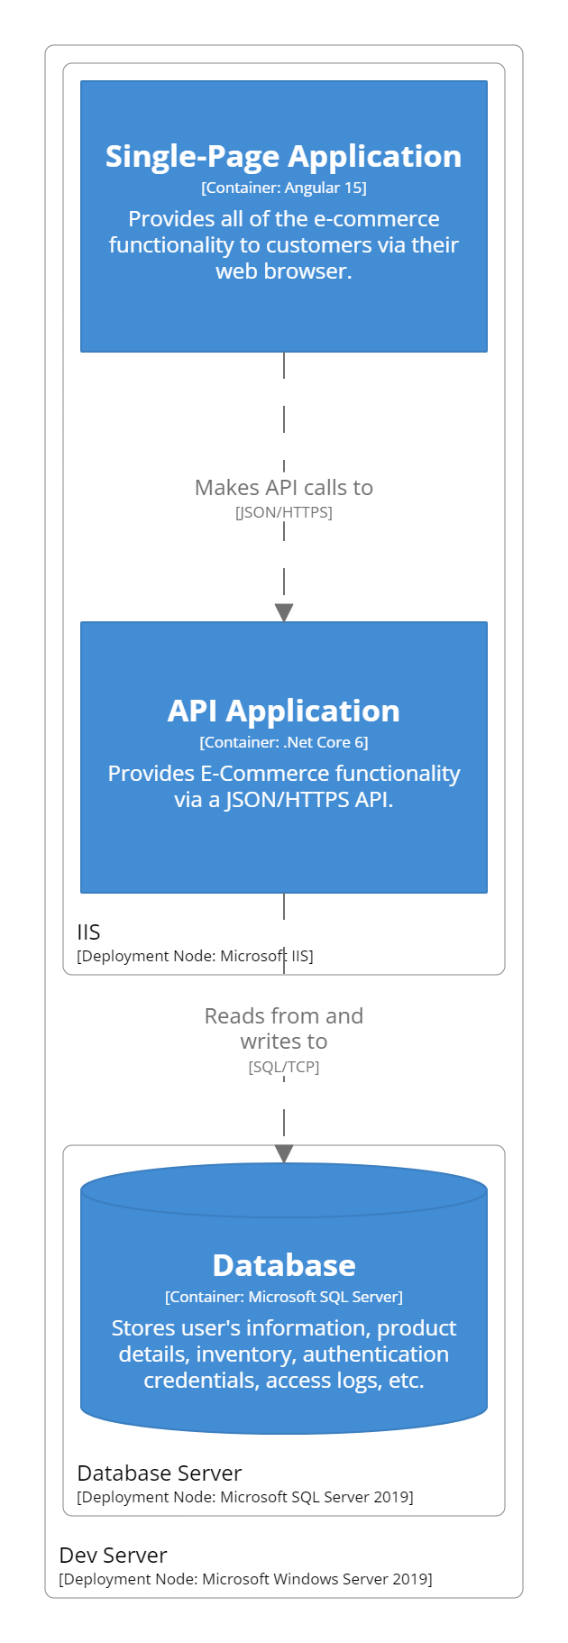 Single-Page Application
[Container: Angular 15]
Provides all of the e-commerce
functionality to customers via their
web browser.
Makes API calls to
[JSON/HTTPS]
API Application
[Container: .Net Core 6]
Provides E-Commerce functionality
via a JSON/HTTPS API.
IIS
[Deployment Node: Microsoft IIS]
Reads from and
writes to
[SQL/TCP]
Database
[Container: Microsoft SQL Server]
Stores user's information, product
details, inventory, authentication
credentials, access logs, etc.
Database Server
[Deployment Node: Microsoft SQL Server 2019]
Dev Server
[Deployment Node: Microsoft Windows Server 2019]